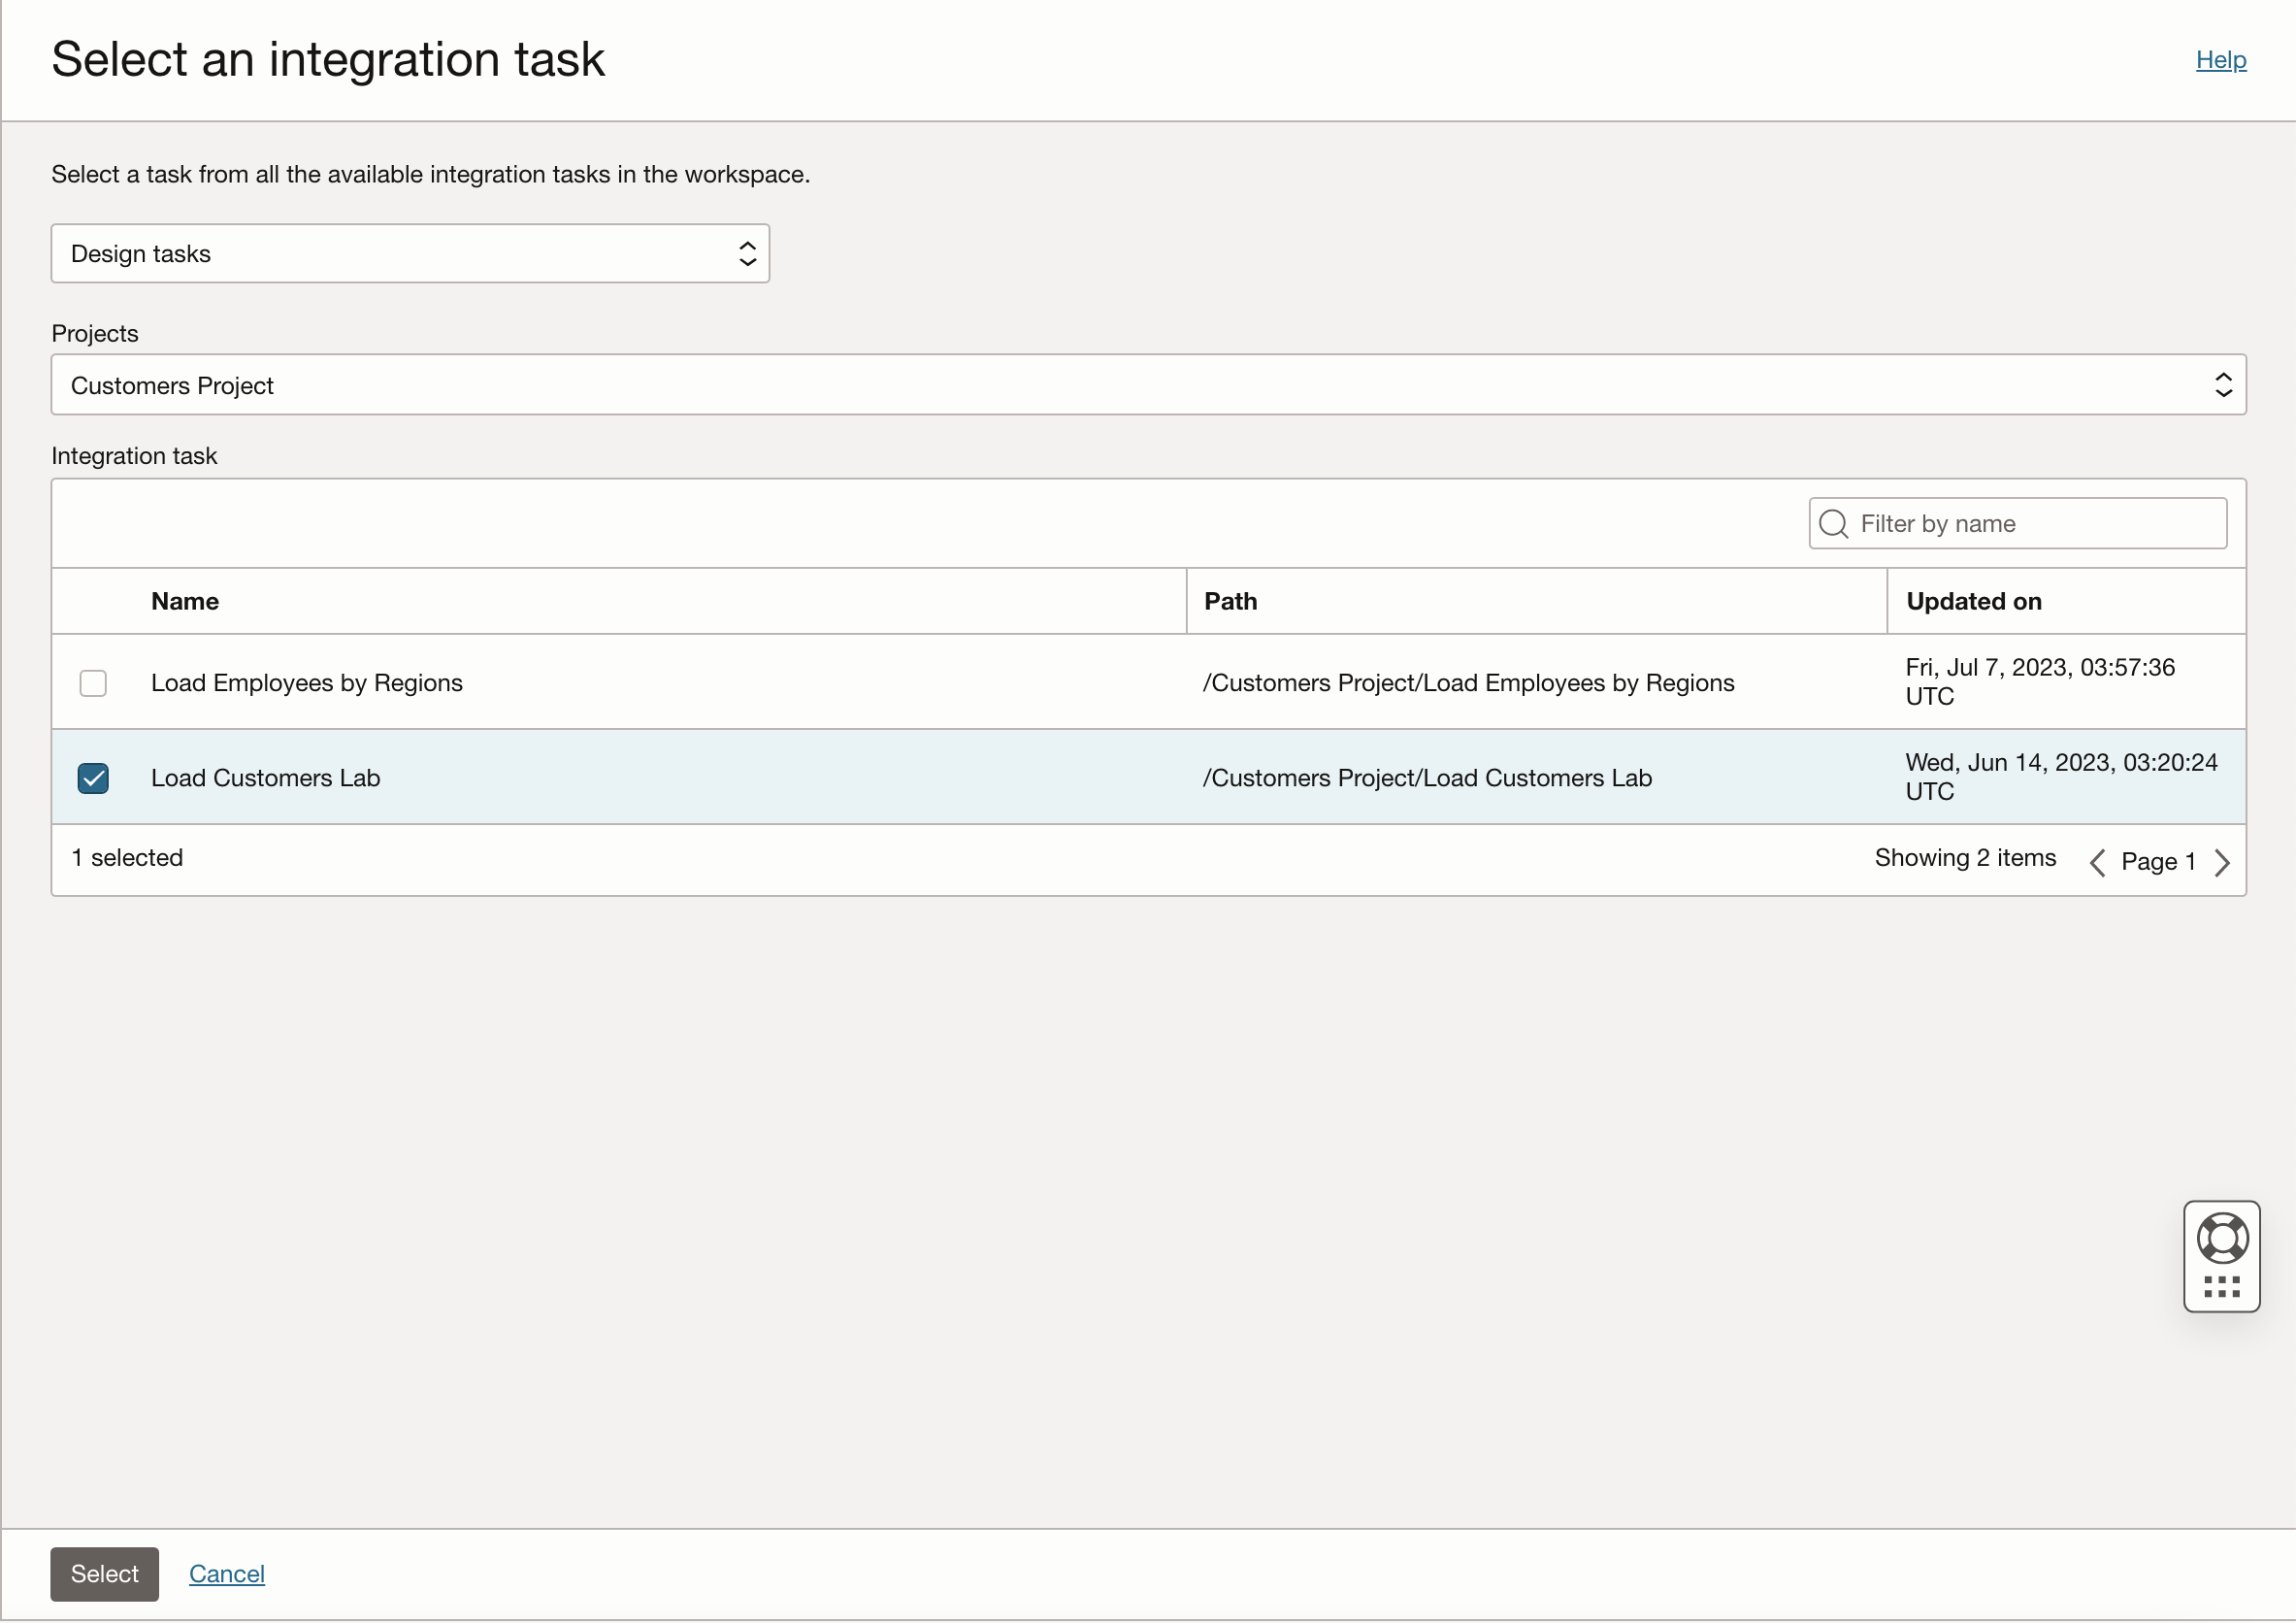 Select an integration task
Help
Select a task from all the available integration tasks in the workspace.
Design tasks
Projects
Customers Project
Integration task
Filter by name
Name Path Updated on
Load Employees by Regions /Customers Project/Load Employees by Regions Fri, Jul 7, 2023, 03:57:36
UTC
Load Customers Lab /Customers Project/Load Customers Lab Wed, Jun 14, 2023, 03:20:24
UTC
1 selected Showing 2 items Page 1
Select Cancel